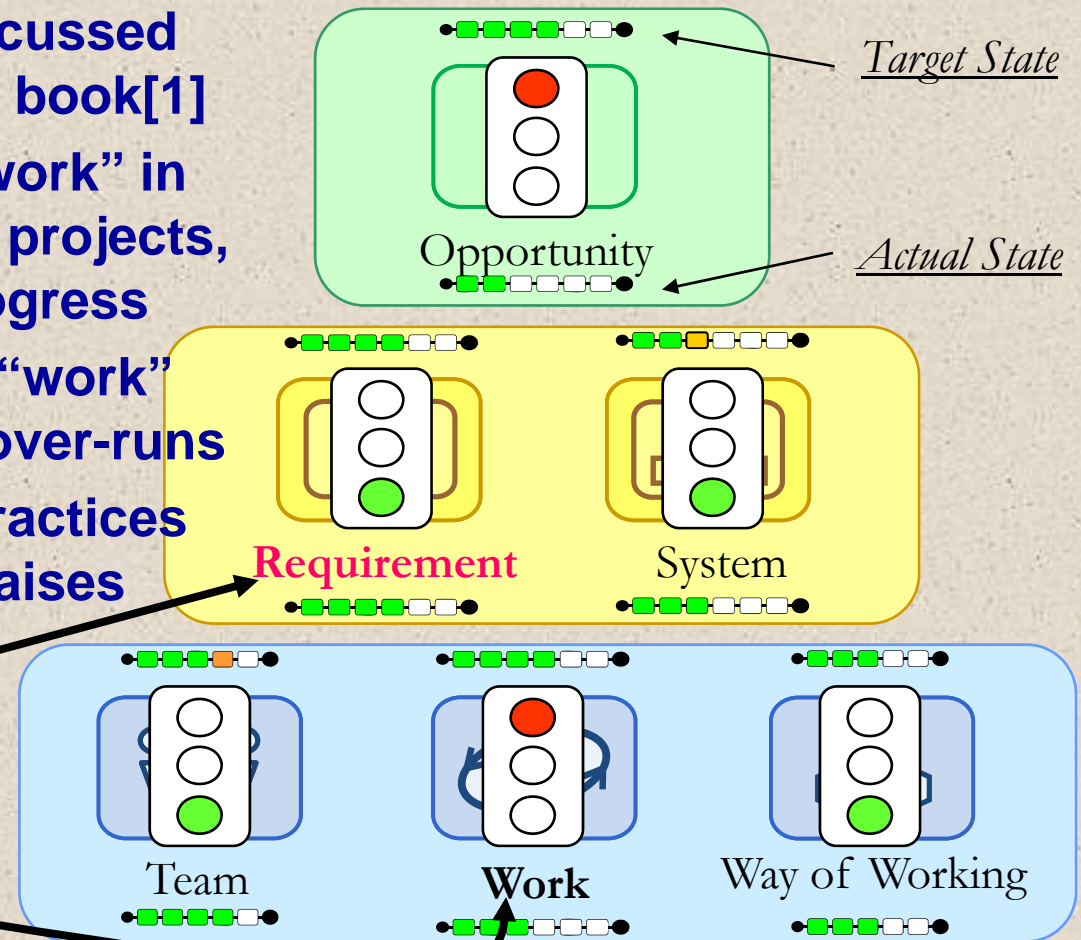 cussed
book[1]
work” in
projects,
ogress
“work”
over-runs
ractices
aises
Target State
Opportunity
Actual State
Requirement
System
Team
Work
Way of Working